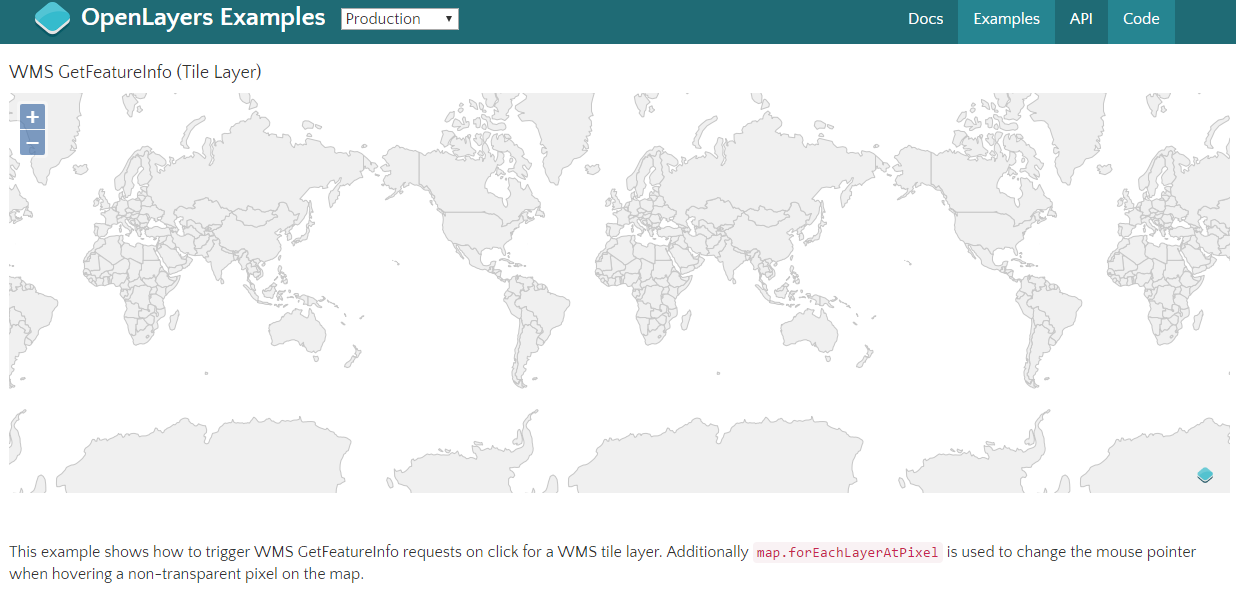 OpenLayers Examples Production Docs Examples API Code
WMS GetFeatureInfo (Tile Layer)
+
−
This example shows how to trigger WMS GetFeatureInfo requests on click for a WMS tile layer. Additionally map.forEachLayerAtPixel is used to change the mouse pointer
when hovering a non-transparent pixel on the map.